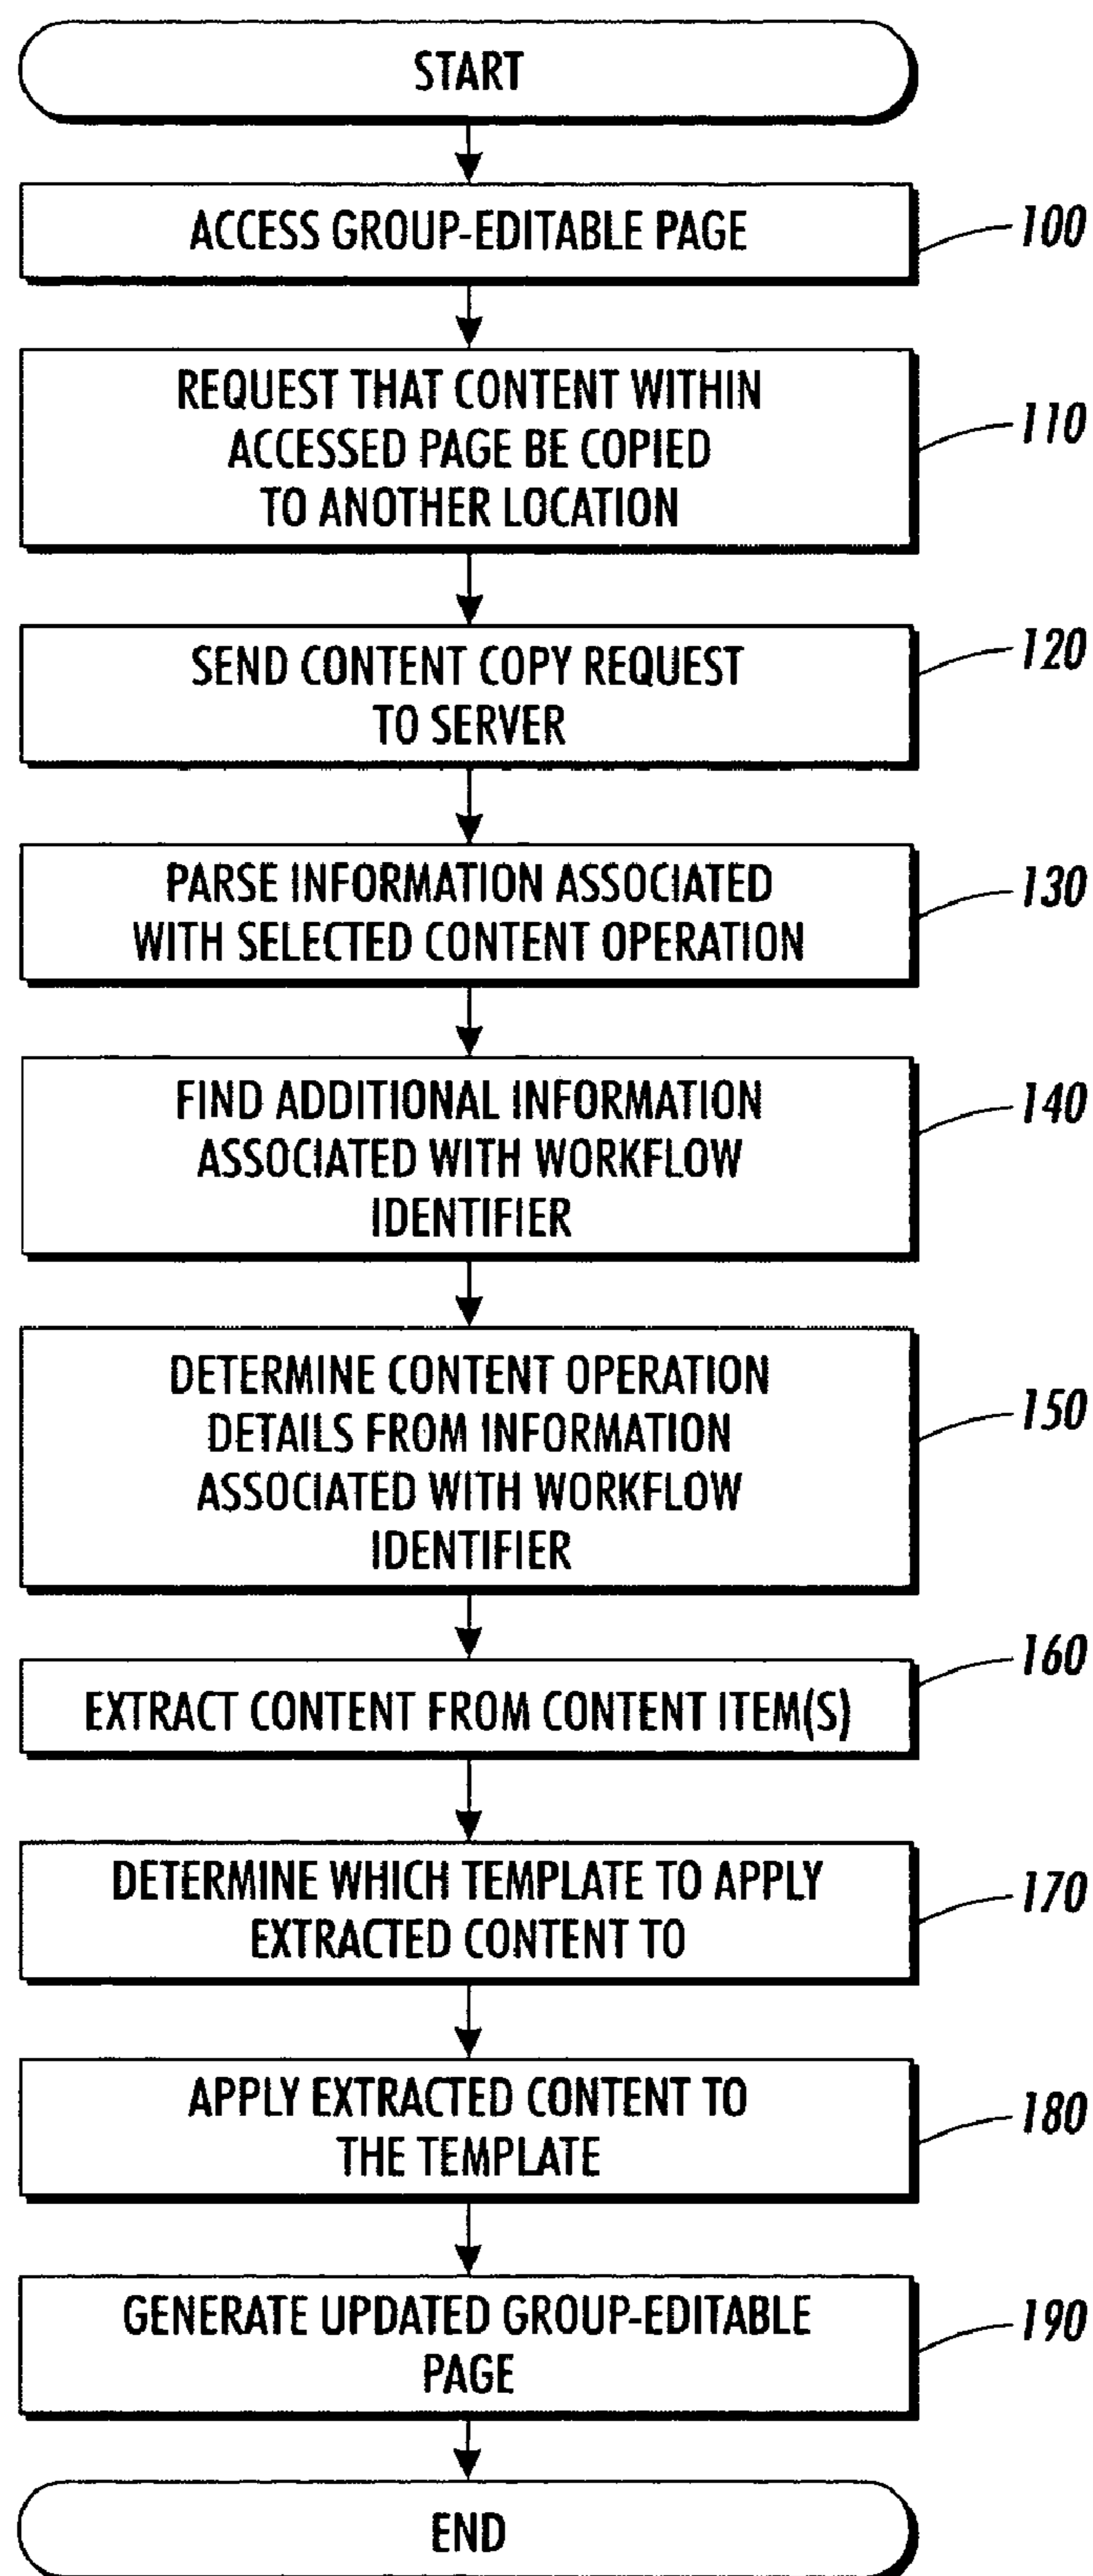 START
ACCESS GROUP-EDITABLE PAGE
100
REQUEST THAT CONTENT WITHIN
ACCESSED PAGE BE COPIED
TO ANOTHER LOCATION
110
SEND CONTENT COPY REQUEST
TO SERVER
120
PARSE INFORMATION ASSOCIATED
WITH SELECTED CONTENT OPERATION
130
FIND ADDITIONAL INFORMATION
ASSOCIATED WITH WORKFLOW
IDENTIFIER
140
DETERMINE CONTENT OPERATION
DETAILS FROM INFORMATION
ASSOCIATED WITH WORKFLOW
IDENTIFIER
150
EXTRACT CONTENT FROM CONTENT ITEM(S)
160
DETERMINE WHICH TEMPLATE TO APPLY
EXTRACTED CONTENT TO
170
APPLY EXTRACTED CONTENT TO
THE TEMPLATE
180
GENERATE UPDATED GROUP-EDITABLE
PAGE
190
END